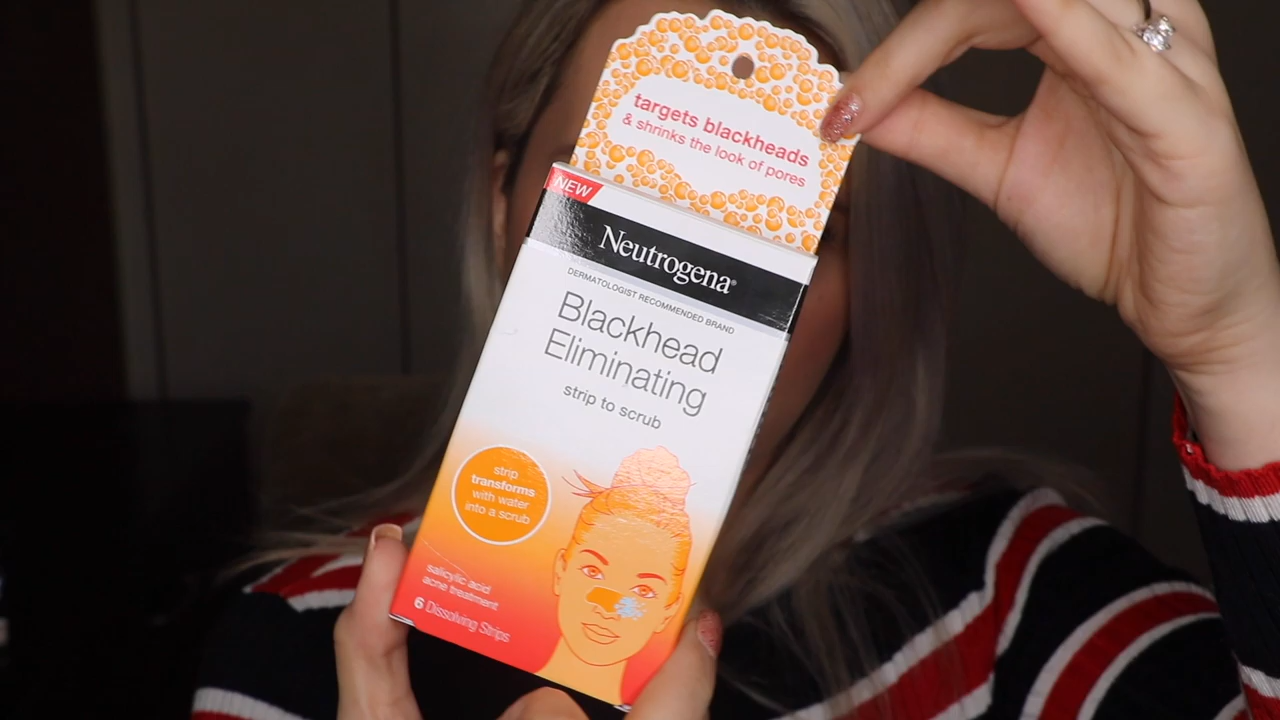 targets blackheads
& shrinks the look of pores
NEW
Neutrogena®
DERMATOLOGIST RECOMMENDED BRAND
Blackhead
Eliminating
strip to scrub
strip
transforms
with water
into a scrub
salicylic acid
acne treatment
6 Dissolving Strips